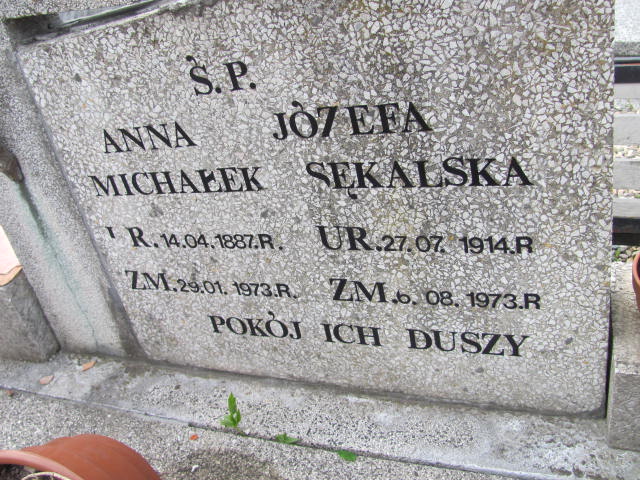 Ś.P.
ANNA JÓZEFA
MICHAŁEK SĘKALSKA
UR.14.04.1887.R. UR.27.07.1914.R
ZM.29.01.1973.R. ZM.6.08.1973.R
POKÓJ ICH DUSZY